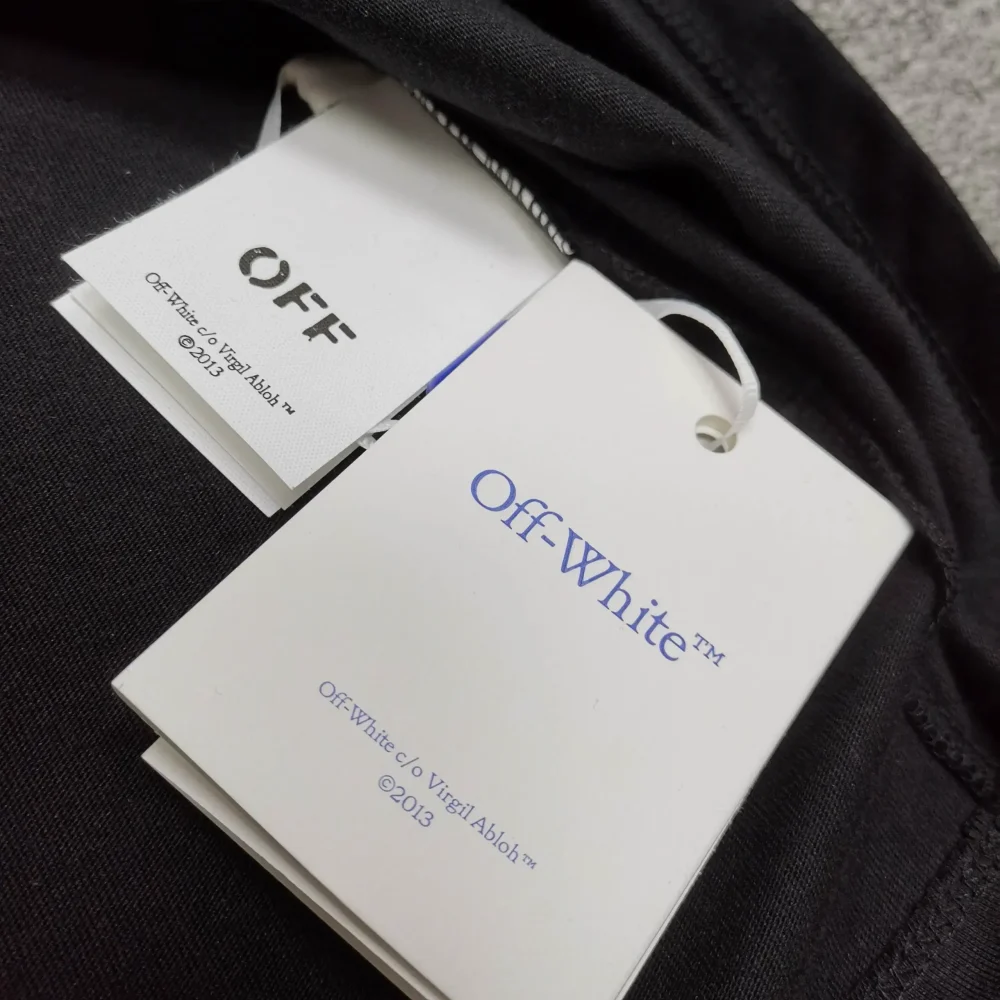 OFF
Off-White c/o Virgil Abloh™
©2013
Off-White™
Off-White c/o Virgil Abloh™
©2013